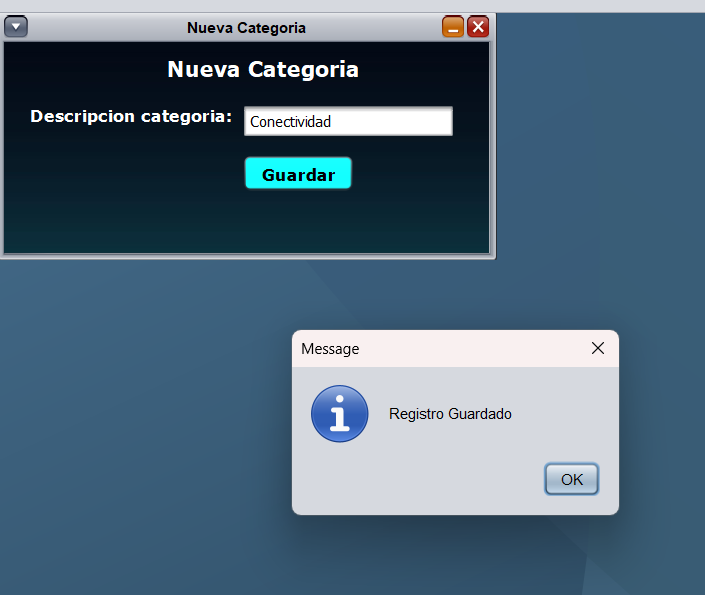 Nueva Categoria
Nueva Categoria
Descripcion categoria: Conectividad
Guardar
Message
Registro Guardado
OK